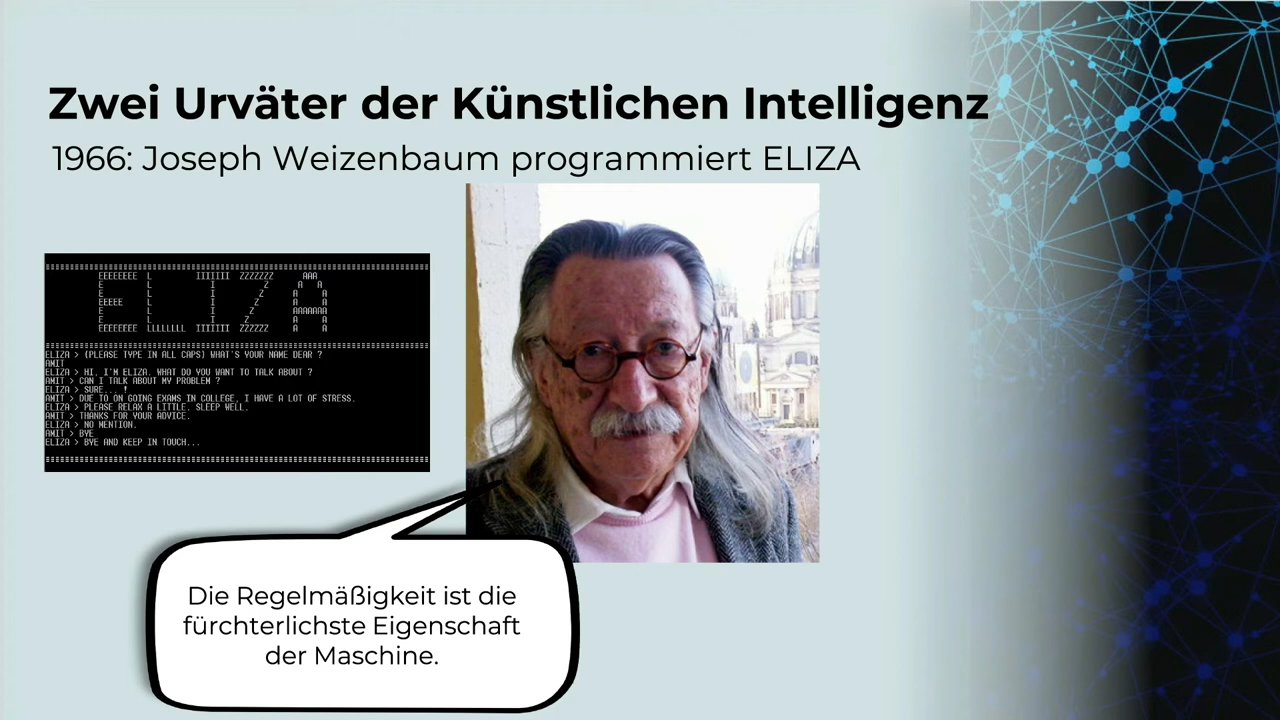 Zwei Urväter der Künstlichen Intelligenz
1966: Joseph Weizenbaum programmiert ELIZA
ELIZA
ELIZA > (PLEASE TYPE IN ALL CAPS) WHAT'S YOUR NAME DEAR ?
AMIT
ELIZA > HI, I'M ELIZA. WHAT DO YOU WANT TO TALK ABOUT ?
AMIT > CAN I TALK ABOUT MY PROBLEM ?
ELIZA > SURE... !
AMIT > DUE TO ON GOING EXAMS IN COLLEGE, I HAVE A LOT OF STRESS.
ELIZA > PLEASE RELAX A LITTLE. SLEEP WELL.
AMIT > THANKS FOR YOUR ADVICE.
ELIZA > NO MENTION.
AMIT > BYE
ELIZA > BYE AND KEEP IN TOUCH...
Die Regelmäßigkeit ist die
fürchterlichste Eigenschaft
der Maschine.